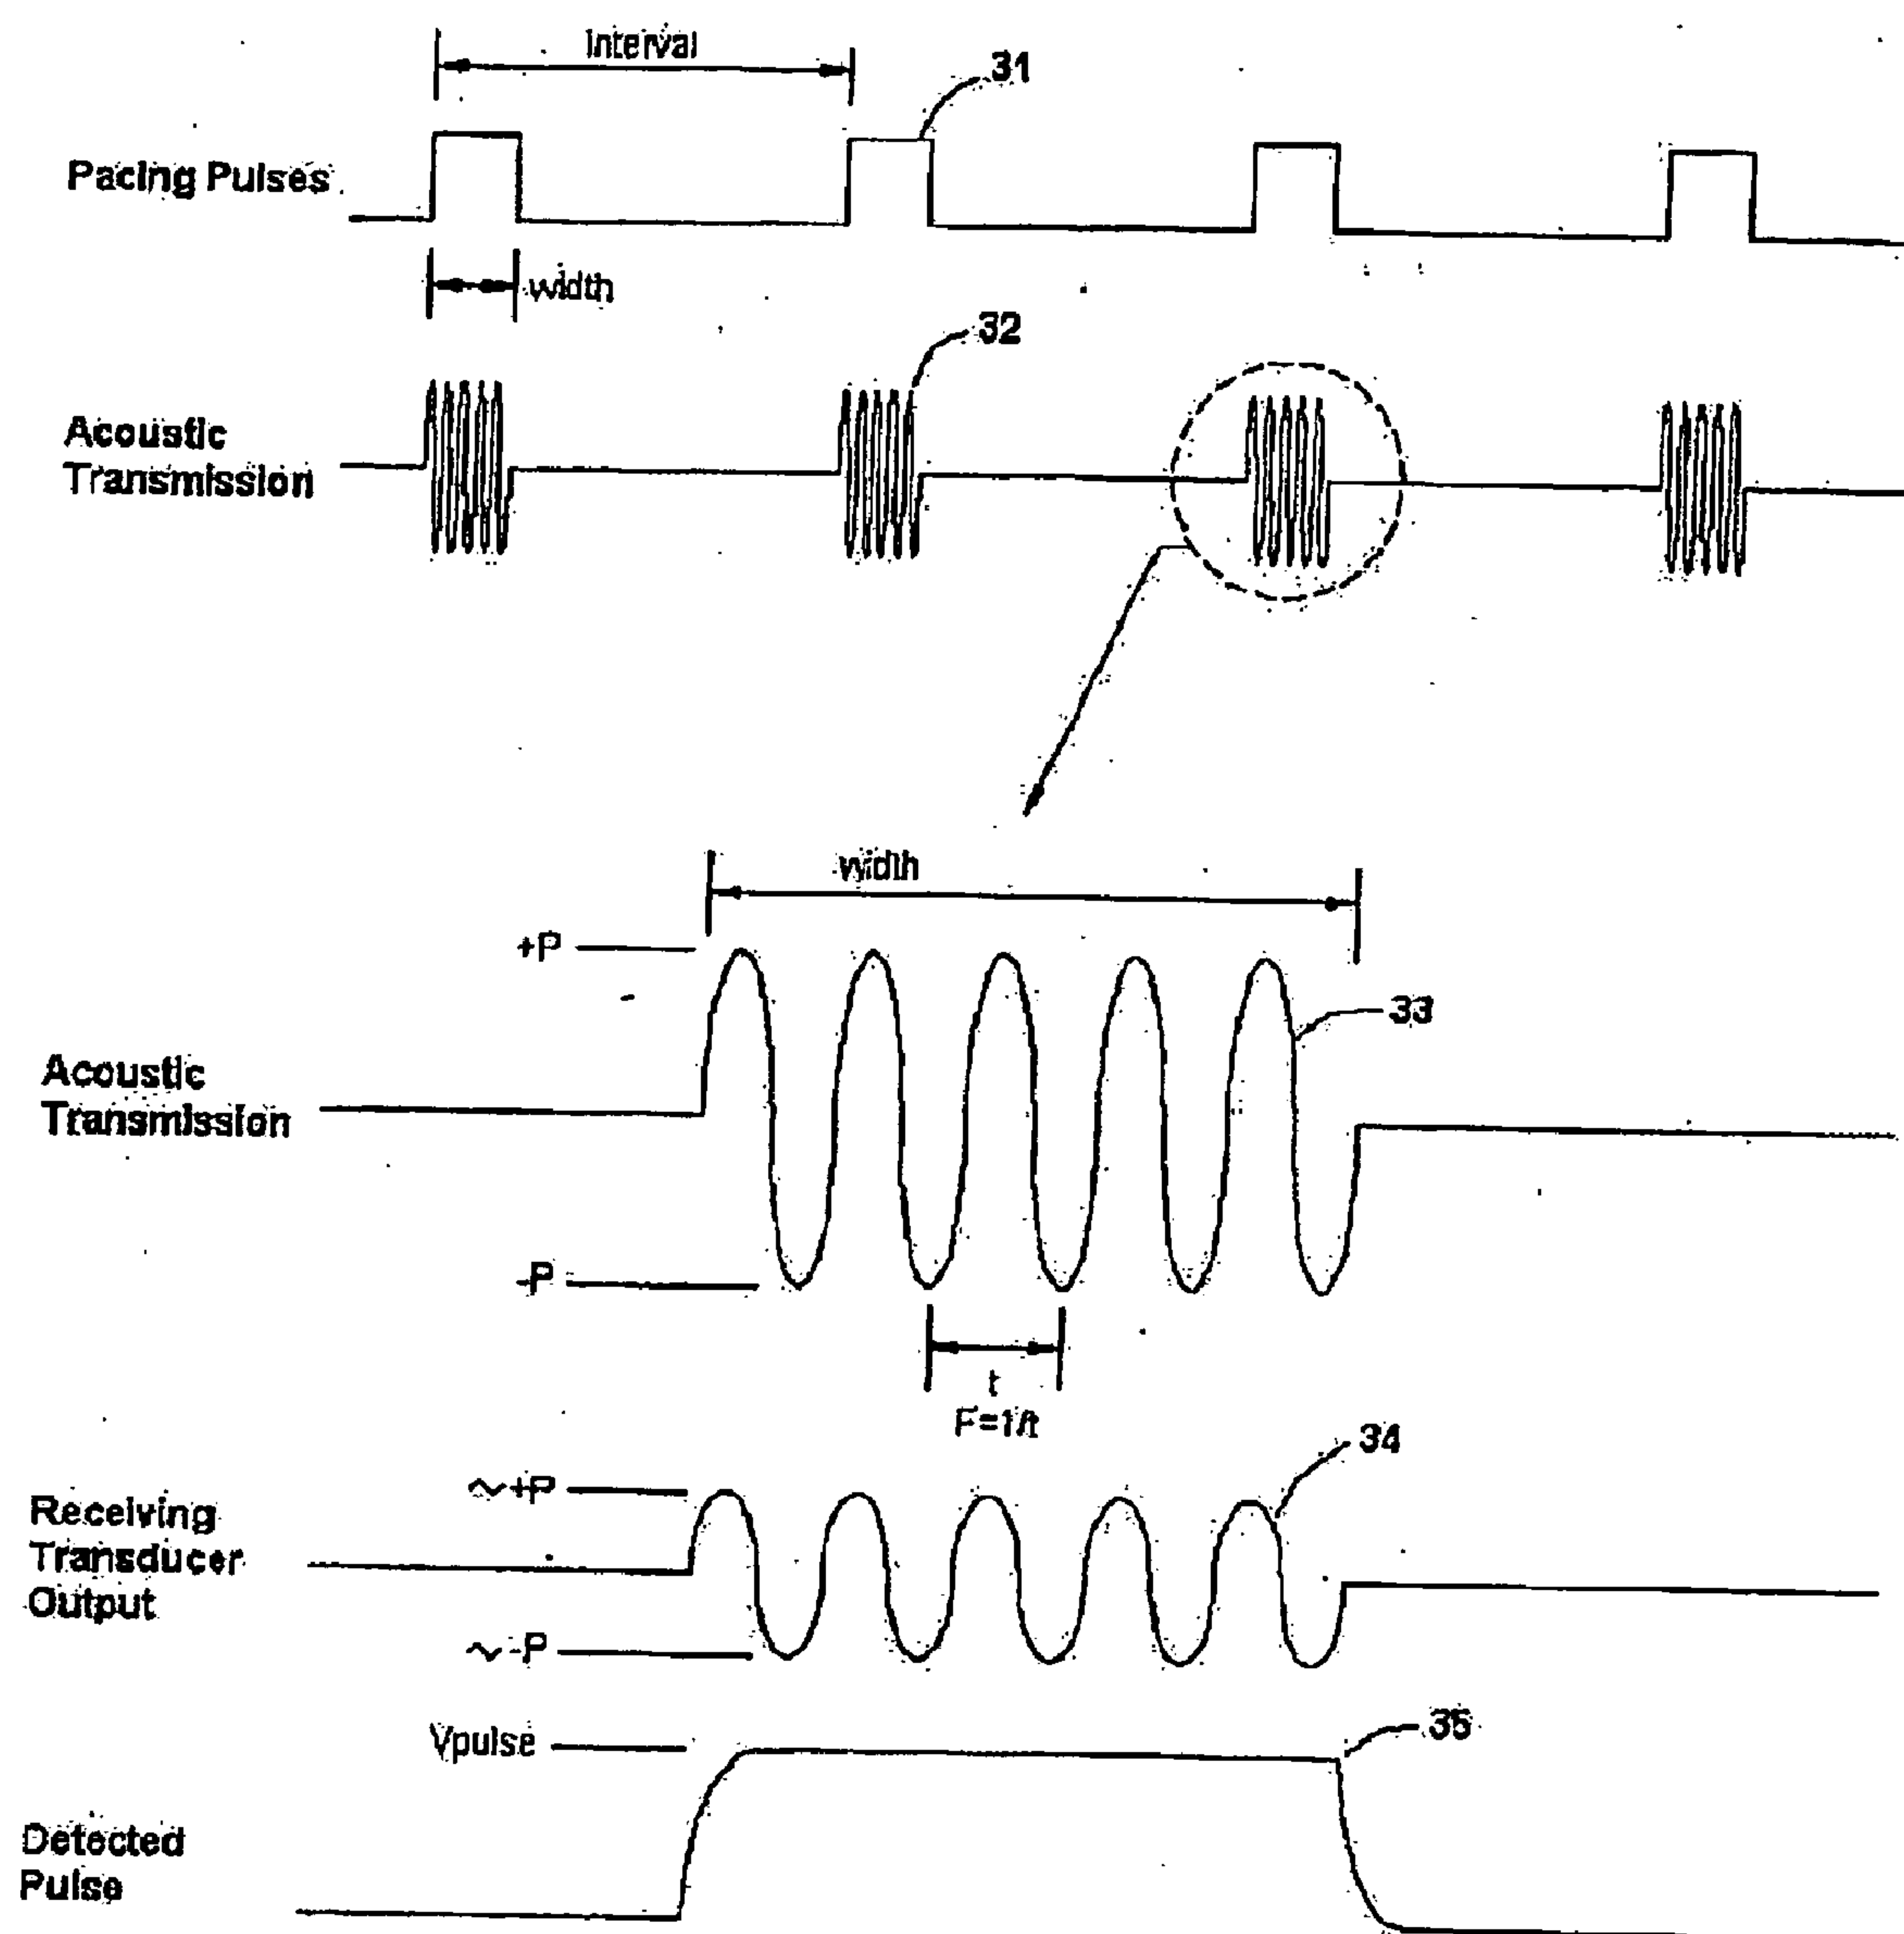 Interval
31
Pacing Pulses
width
32
Acoustic
Transmission
width
+P
33
Acoustic
Transmission
-P
t
F=1/t
34
~+P
Receiving
Transducer
Output
~-P
35
Vpulse
Detected
Pulse